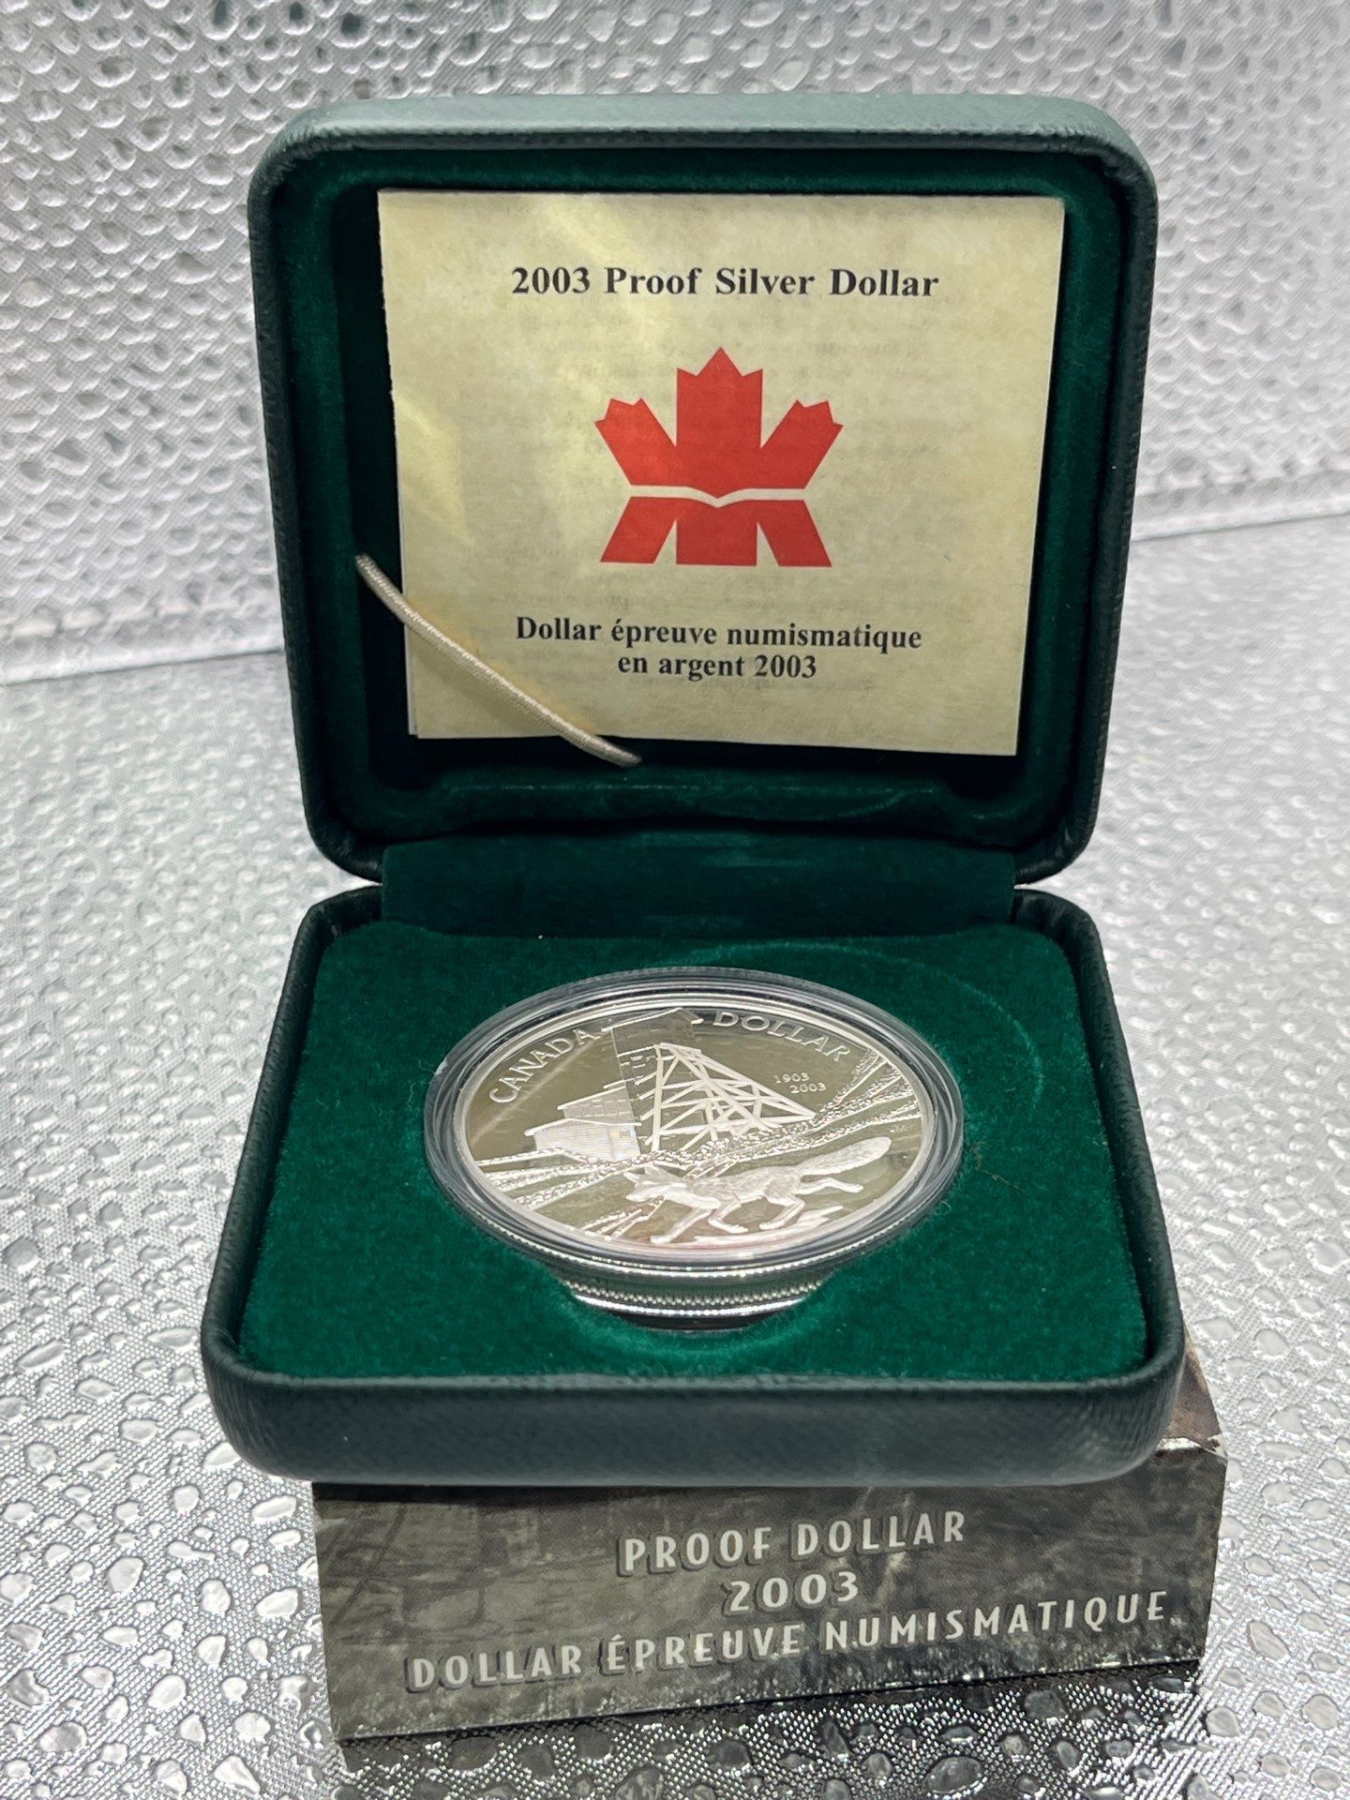 2003 Proof Silver Dollar
Dollar épreuve numismatique
en argent 2003
CANADA DOLLAR
1903
2003
PROOF DOLLAR
2003
DOLLAR ÉPREUVE NUMISMATIQUE